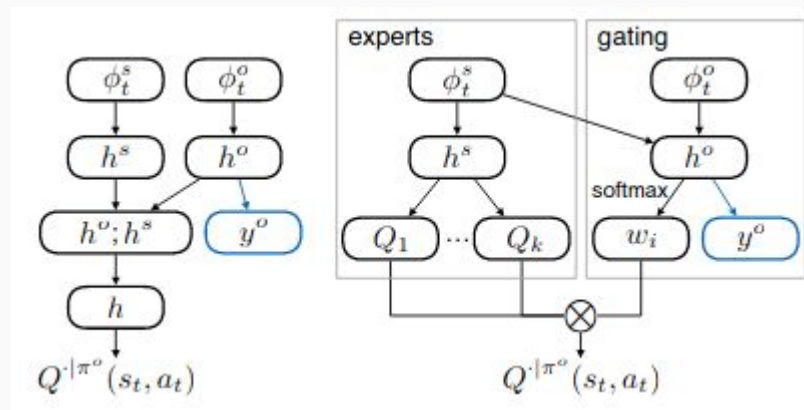 experts gating
ϕ_t^s ϕ_t^o ϕ_t^s ϕ_t^o
h^s h^o h^s h^o
softmax
h^o; h^s y^o Q_1 ... Q_k w_i y^o
h ⊗
Q^{·|π^o}(s_t, a_t) Q^{·|π^o}(s_t, a_t)